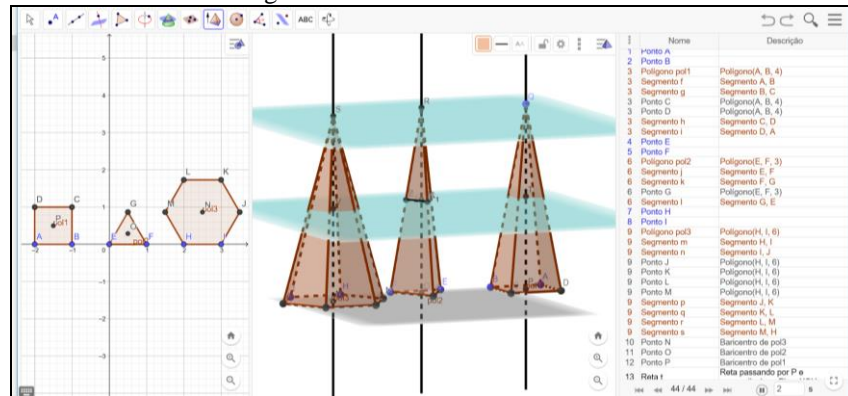 ABC
5
4
3
2
1
0
-1
-2
-3
-2
-1
0
0
1
2
3
D
C
P
pol1
A
B
G
E
F
L
K
M
N
pol3
J
H
I
S
R
Q
H
E
A
D
pol2
Nome
Descrição
1 Ponto A
2 Ponto B
3 Polígono pol1 Polígono(A, B, 4)
3 Segmento f Segmento A, B
3 Segmento g Segmento B, C
3 Ponto C Polígono(A, B, 4)
3 Ponto D Polígono(A, B, 4)
3 Segmento h Segmento C, D
3 Segmento i Segmento D, A
4 Ponto E
5 Ponto F
6 Polígono pol2 Polígono(E, F, 3)
6 Segmento j Segmento E, F
6 Segmento k Segmento F, G
6 Ponto G Polígono(E, F, 3)
6 Segmento l Segmento G, E
7 Ponto H
8 Ponto I
9 Polígono pol3 Polígono(H, I, 6)
9 Segmento m Segmento H, I
9 Segmento n Segmento I, J
9 Ponto J Polígono(H, I, 6)
9 Ponto K Polígono(H, I, 6)
9 Ponto L Polígono(H, I, 6)
9 Ponto M Polígono(H, I, 6)
9 Segmento p Segmento J, K
9 Segmento q Segmento K, L
9 Segmento r Segmento L, M
9 Segmento s Segmento M, H
10 Ponto N Baricentro de pol3
11 Ponto O Baricentro de pol2
12 Ponto P Baricentro de pol1
13 Reta t Reta passando por P e
44 / 44
2 s